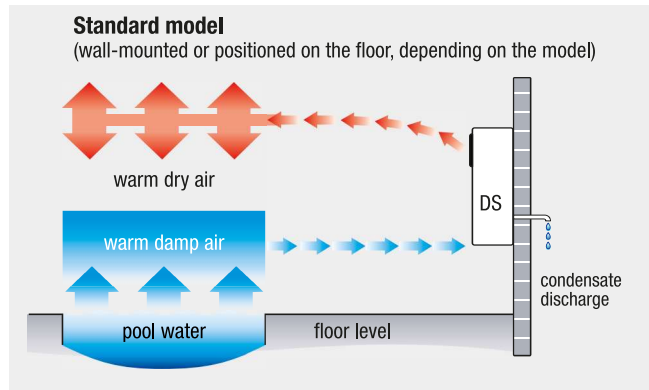 Standard model
(wall-mounted or positioned on the floor, depending on the model)
warm dry air
DS
warm damp air
condensate
discharge
pool water
floor level